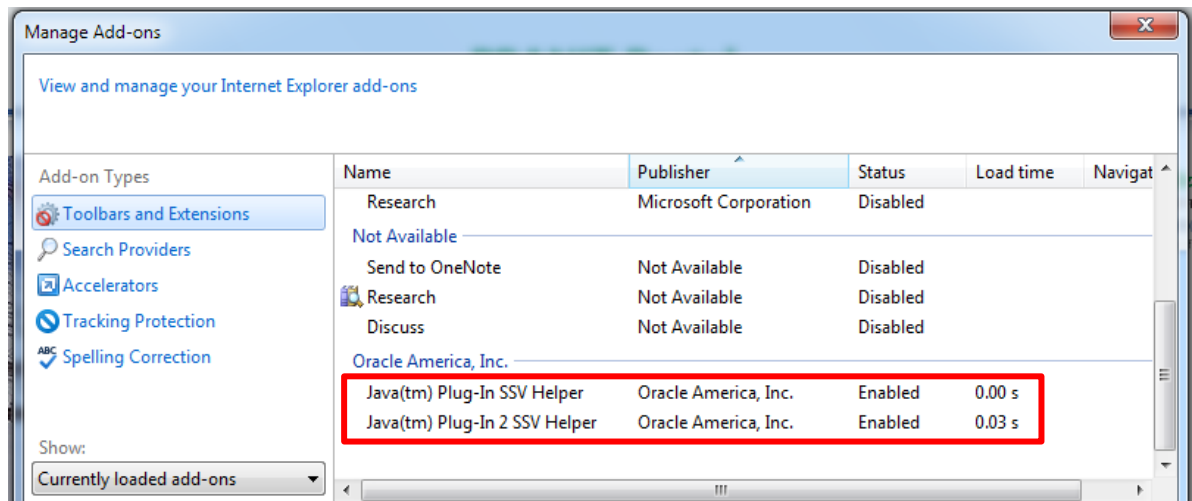 Manage Add-ons
View and manage your Internet Explorer add-ons
Add-on Types
Toolbars and Extensions
Search Providers
Accelerators
Tracking Protection
ABC Spelling Correction
Show:
Currently loaded add-ons
Name Publisher Status Load time Navigat
Research Microsoft Corporation Disabled
Not Available
Send to OneNote Not Available Disabled
Research Not Available Disabled
Discuss Not Available Disabled
Oracle America, Inc.
Java(tm) Plug-In SSV Helper Oracle America, Inc. Enabled 0.00 s
Java(tm) Plug-In 2 SSV Helper Oracle America, Inc. Enabled 0.03 s